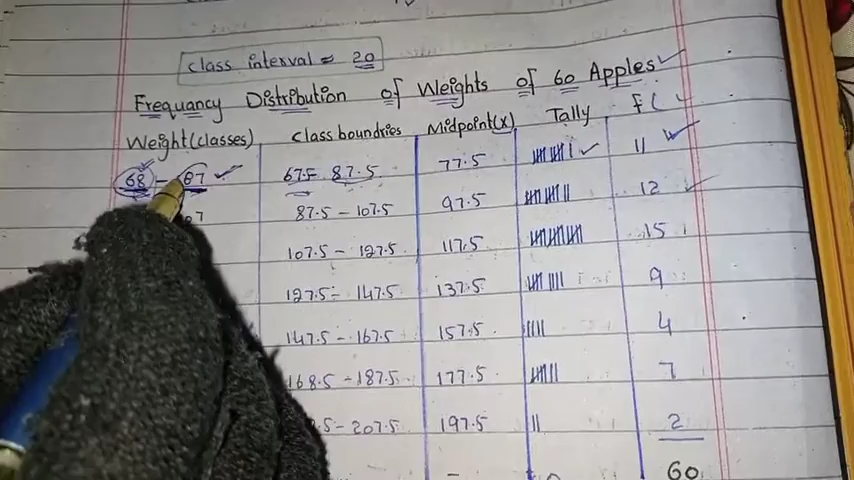 class interval = 20
Frequancy Distribution of Weights of 60 Apples
Weight(classes) class boundries Midpoint(x) Tally f(
68 - 87 67.5 - 87.5 77.5 11
87.5 - 107.5 97.5 12
107.5 - 127.5 117.5 15
127.5 - 147.5 137.5 9
147.5 - 167.5 157.5 4
168.5 - 187.5 177.5 7
- 207.5 197.5 2
60